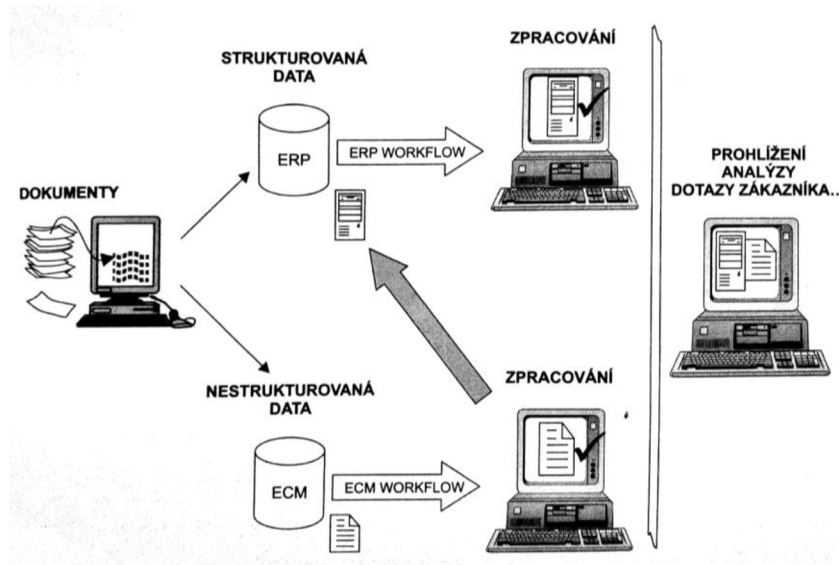 ZPRACOVÁNÍ
STRUKTUROVANÁ
DATA
ERP
ERP WORKFLOW
DOKUMENTY
PROHLÍŽENÍ
ANALÝZY
DOTAZY ZÁKAZNÍKA..
NESTRUKTUROVANÁ
DATA
ZPRACOVÁNÍ
ECM
ECM WORKFLOW